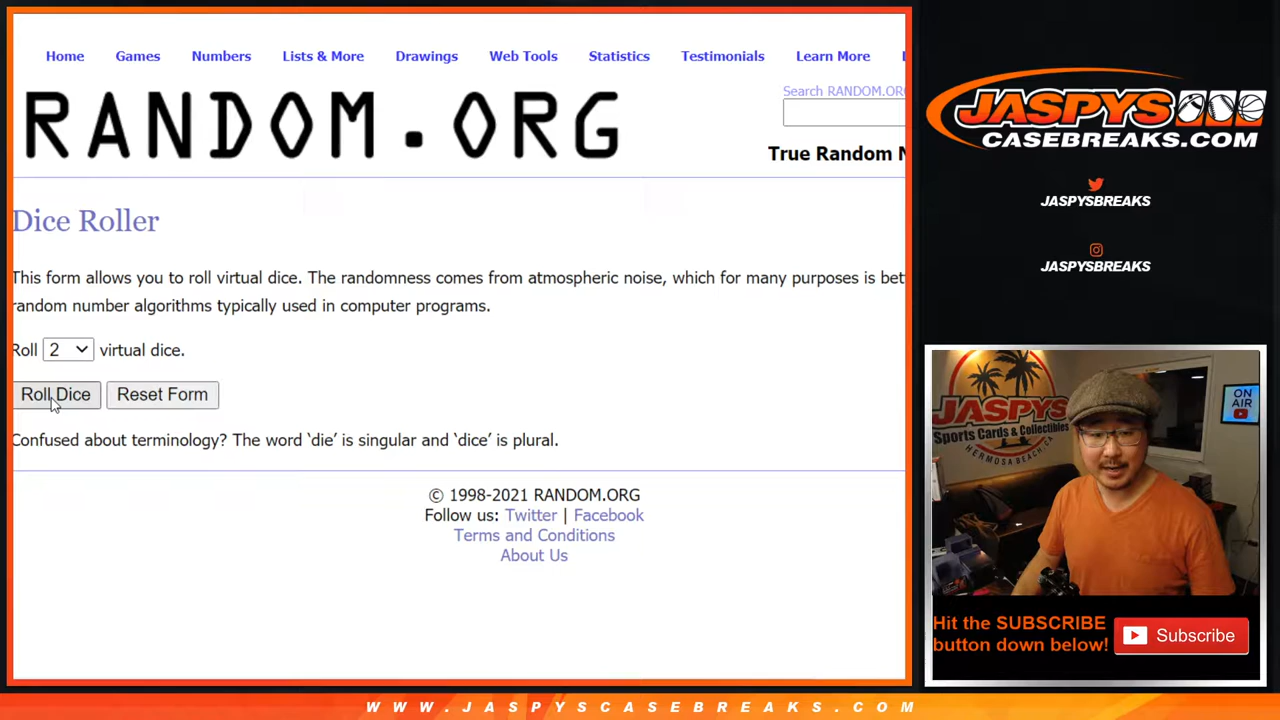 Home Games Numbers Lists & More Drawings Web Tools Statistics Testimonials Learn More
RANDOM.ORG
Search RANDOM.ORG
True Random N
Dice Roller
This form allows you to roll virtual dice. The randomness comes from atmospheric noise, which for many purposes is bet
random number algorithms typically used in computer programs.
Roll 2 virtual dice.
Roll Dice Reset Form
Confused about terminology? The word ‘die’ is singular and ‘dice’ is plural.
© 1998-2021 RANDOM.ORG
Follow us: Twitter | Facebook
Terms and Conditions
About Us
JASPYS
CASEBREAKS.COM
JASPYSBREAKS
JASPYSBREAKS
JASPYS
Sports Cards & Collectibles
HERMOSA BEACH, CA
ON
AIR
Hit the SUBSCRIBE
button down below!
Subscribe
WWW.JASPYSCASEBREAKS.COM